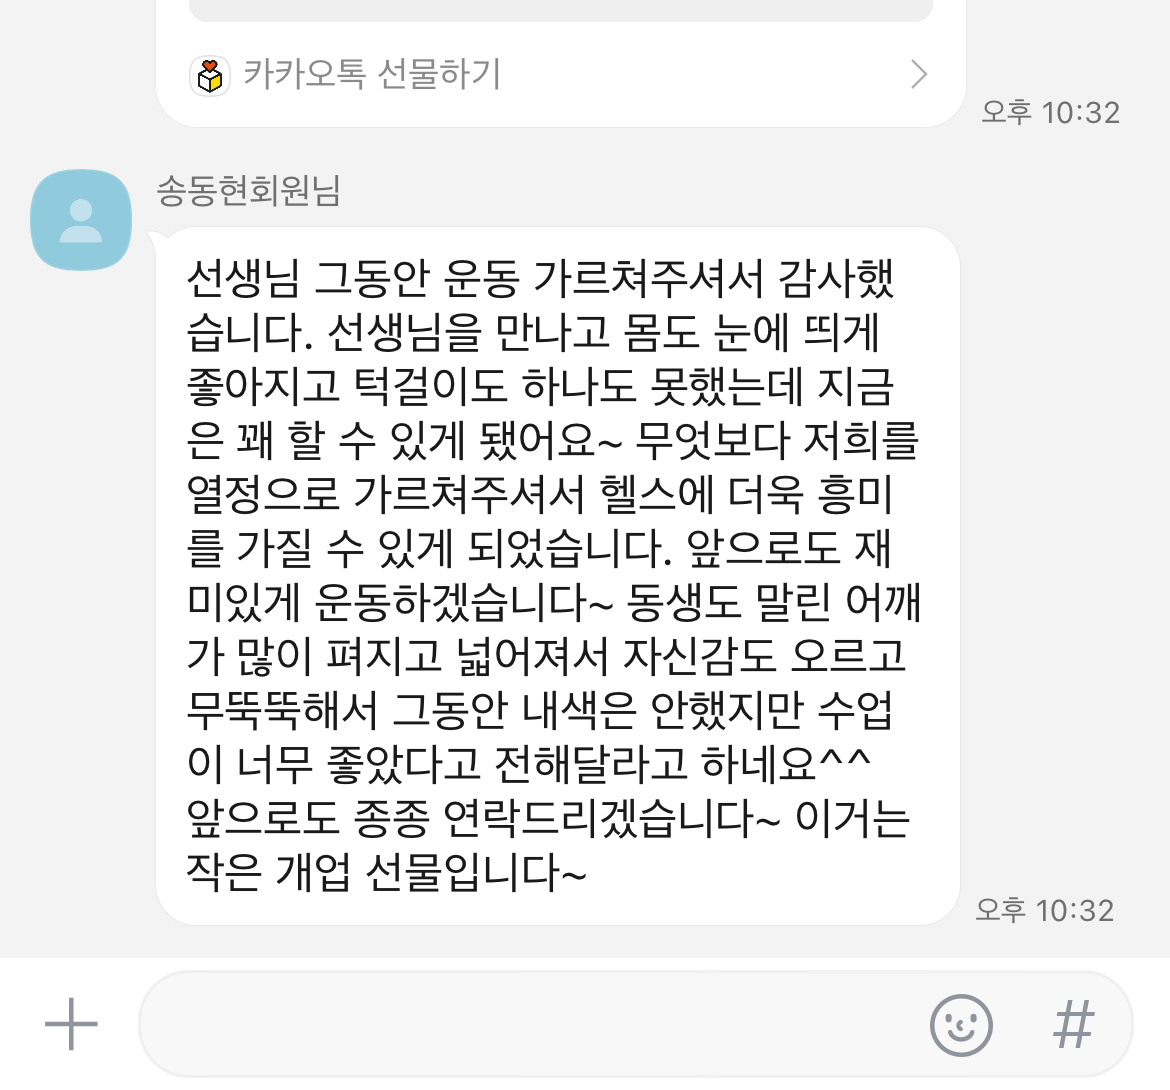 카카오톡 선물하기
오후 10:32
송동현회원님
선생님 그동안 운동 가르쳐주셔서 감사했
습니다. 선생님을 만나고 몸도 눈에 띄게
좋아지고 턱걸이도 하나도 못했는데 지금
은 꽤 할 수 있게 됐어요~ 무엇보다 저희를
열정으로 가르쳐주셔서 헬스에 더욱 흥미
를 가질 수 있게 되었습니다. 앞으로도 재
미있게 운동하겠습니다~ 동생도 말린 어깨
가 많이 펴지고 넓어져서 자신감도 오르고
무뚝뚝해서 그동안 내색은 안했지만 수업
이 너무 좋았다고 전해달라고 하네요^^
앞으로도 종종 연락드리겠습니다~ 이거는
작은 개업 선물입니다~
오후 10:32
#